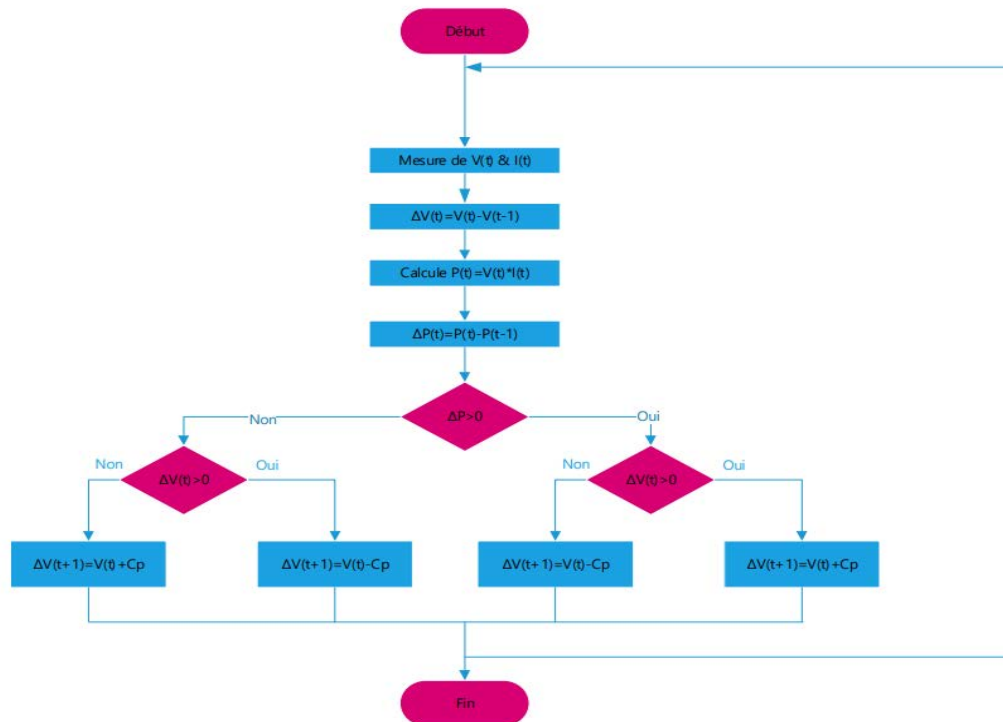 Début
Mesure de V(t) & I(t)
ΔV(t)=V(t)-V(t-1)
Calcule P(t)=V(t)*I(t)
ΔP(t)=P(t)-P(t-1)
ΔP>0
Non
Oui
Non
ΔV(t)>0
Oui
Non
ΔV(t)>0
Oui
ΔV(t+1)=V(t)+Cp
ΔV(t+1)=V(t)-Cp
ΔV(t+1)=V(t)-Cp
ΔV(t+1)=V(t)+Cp
Fin